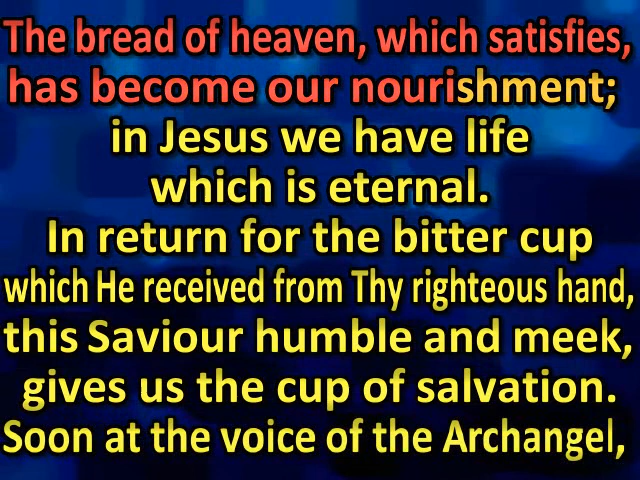 The bread of heaven, which satisfies,
has become our nourishment;
in Jesus we have life
which is eternal.
In return for the bitter cup
which He received from Thy righteous hand,
this Saviour humble and meek,
gives us the cup of salvation.
Soon at the voice of the Archangel,